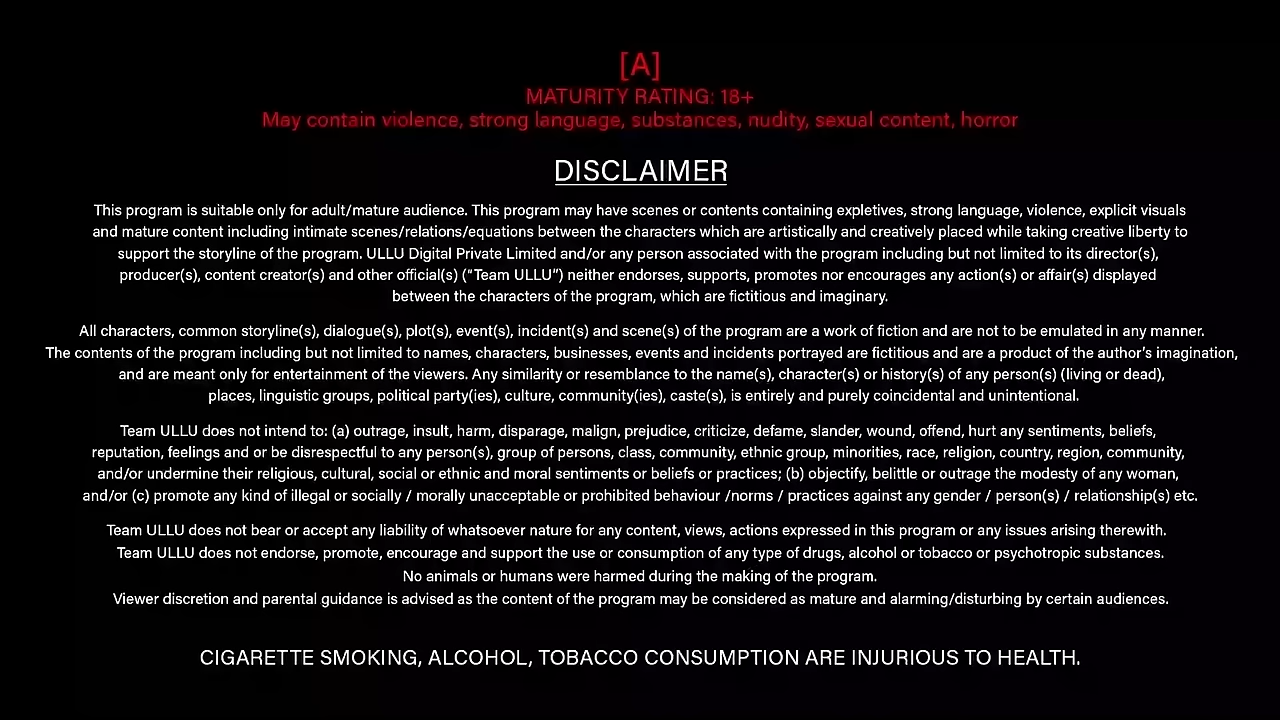 [A]
MATURITY RATING: 18+
May contain violence, strong language, substances, nudity, sexual content, horror
DISCLAIMER
This program is suitable only for adult/mature audience. This program may have scenes or contents containing expletives, strong language, violence, explicit visuals
and mature content including intimate scenes/relations/equations between the characters which are artistically and creatively placed while taking creative liberty to
support the storyline of the program. ULLU Digital Private Limited and/or any person associated with the program including but not limited to its director(s),
producer(s), content creator(s) and other official(s) (“Team ULLU”) neither endorses, supports, promotes nor encourages any action(s) or affair(s) displayed
between the characters of the program, which are fictitious and imaginary.
All characters, common storyline(s), dialogue(s), plot(s), event(s), incident(s) and scene(s) of the program are a work of fiction and are not to be emulated in any manner.
The contents of the program including but not limited to names, characters, businesses, events and incidents portrayed are fictitious and are a product of the author’s imagination,
and are meant only for entertainment of the viewers. Any similarity or resemblance to the name(s), character(s) or history(s) of any person(s) (living or dead),
places, linguistic groups, political party(ies), culture, community(ies), caste(s), is entirely and purely coincidental and unintentional.
Team ULLU does not intend to: (a) outrage, insult, harm, disparage, malign, prejudice, criticize, defame, slander, wound, offend, hurt any sentiments, beliefs,
reputation, feelings and or be disrespectful to any person(s), group of persons, class, community, ethnic group, minorities, race, religion, country, region, community,
and/or undermine their religious, cultural, social or ethnic and moral sentiments or beliefs or practices; (b) objectify, belittle or outrage the modesty of any woman,
and/or (c) promote any kind of illegal or socially / morally unacceptable or prohibited behaviour /norms / practices against any gender / person(s) / relationship(s) etc.
Team ULLU does not bear or accept any liability of whatsoever nature for any content, views, actions expressed in this program or any issues arising therewith.
Team ULLU does not endorse, promote, encourage and support the use or consumption of any type of drugs, alcohol or tobacco or psychotropic substances.
No animals or humans were harmed during the making of the program.
Viewer discretion and parental guidance is advised as the content of the program may be considered as mature and alarming/disturbing by certain audiences.
CIGARETTE SMOKING, ALCOHOL, TOBACCO CONSUMPTION ARE INJURIOUS TO HEALTH.